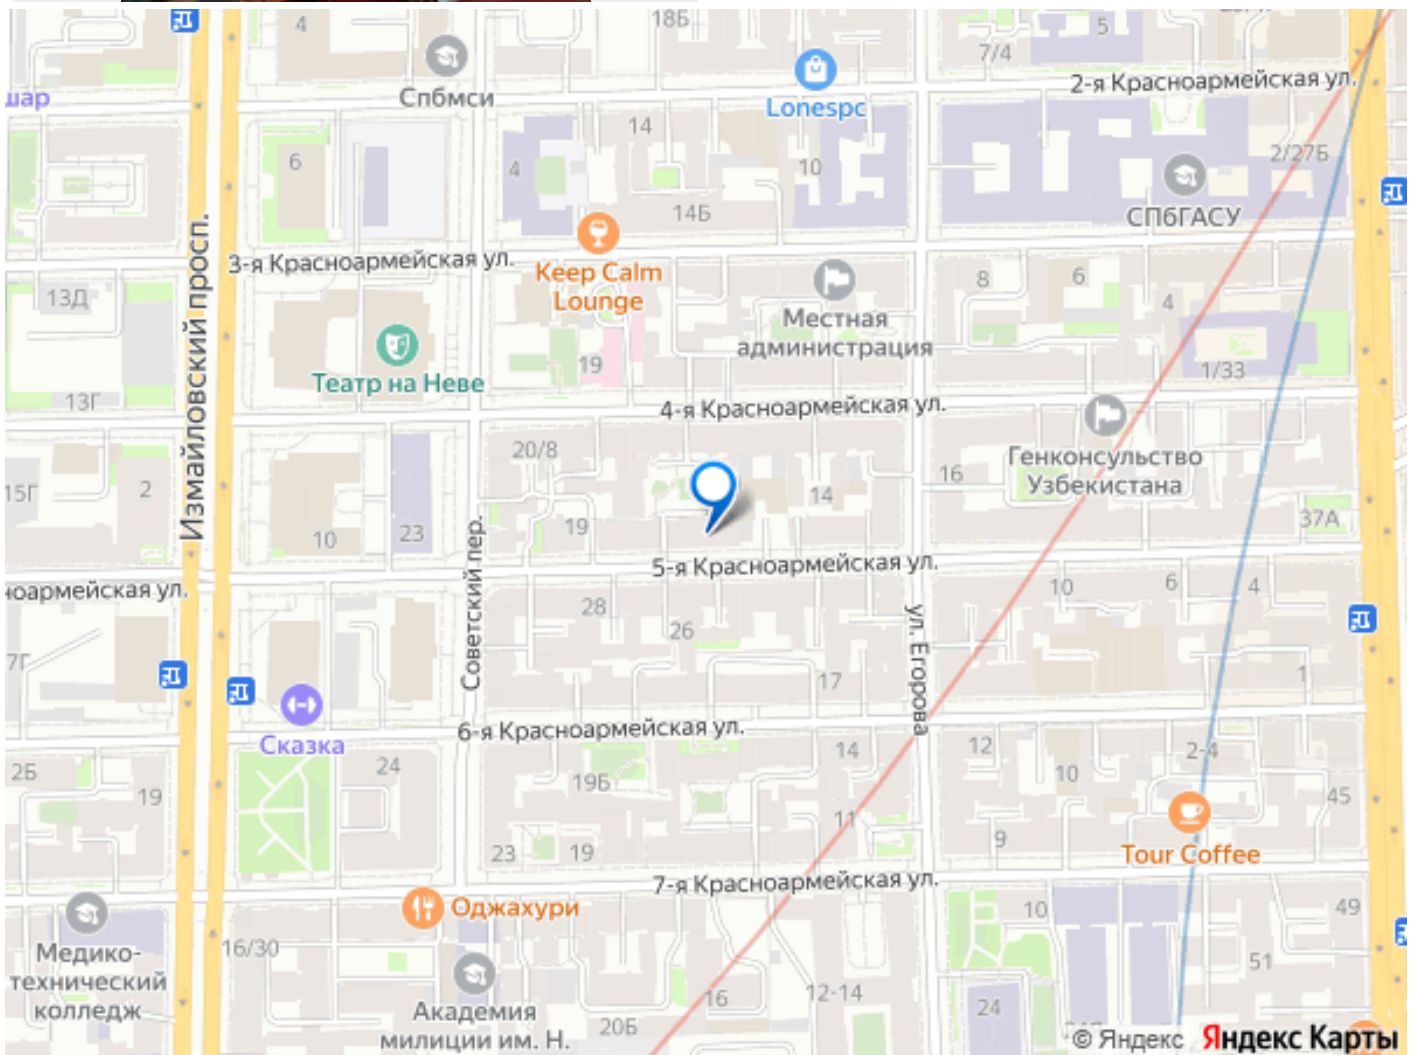 4
18Б
5
7/4
2-я Красноармейская ул.
шар
Спбмси
Lonespc
14
6
4
10
2/27Б
14Б
СПбГАСУ
Измайловский просп.
3-я Красноармейская ул.
Keep Calm
Lounge
8
6
4
13Д
Местная
администрация
19
1/33
Театр на Неве
13Г
4-я Красноармейская ул.
20/8
Генконсульство
Узбекистана
16
15Г
2
14
19
37А
10
23
Советский пер.
5-я Красноармейская ул.
ноармейская ул.
28
10
6
4
26
ул. Егорова
7Г
17
1
6-я Красноармейская ул.
Сказка
14
12
2-4
2Б
24
19Б
10
19
45
11
9
23
19
Tour Coffee
7-я Красноармейская ул.
Оджахури
10
49
16/30
Медико-
технический
колледж
51
Академия
милиции им. Н.
16
12-14
20Б
24
© Яндекс Яндекс Карты